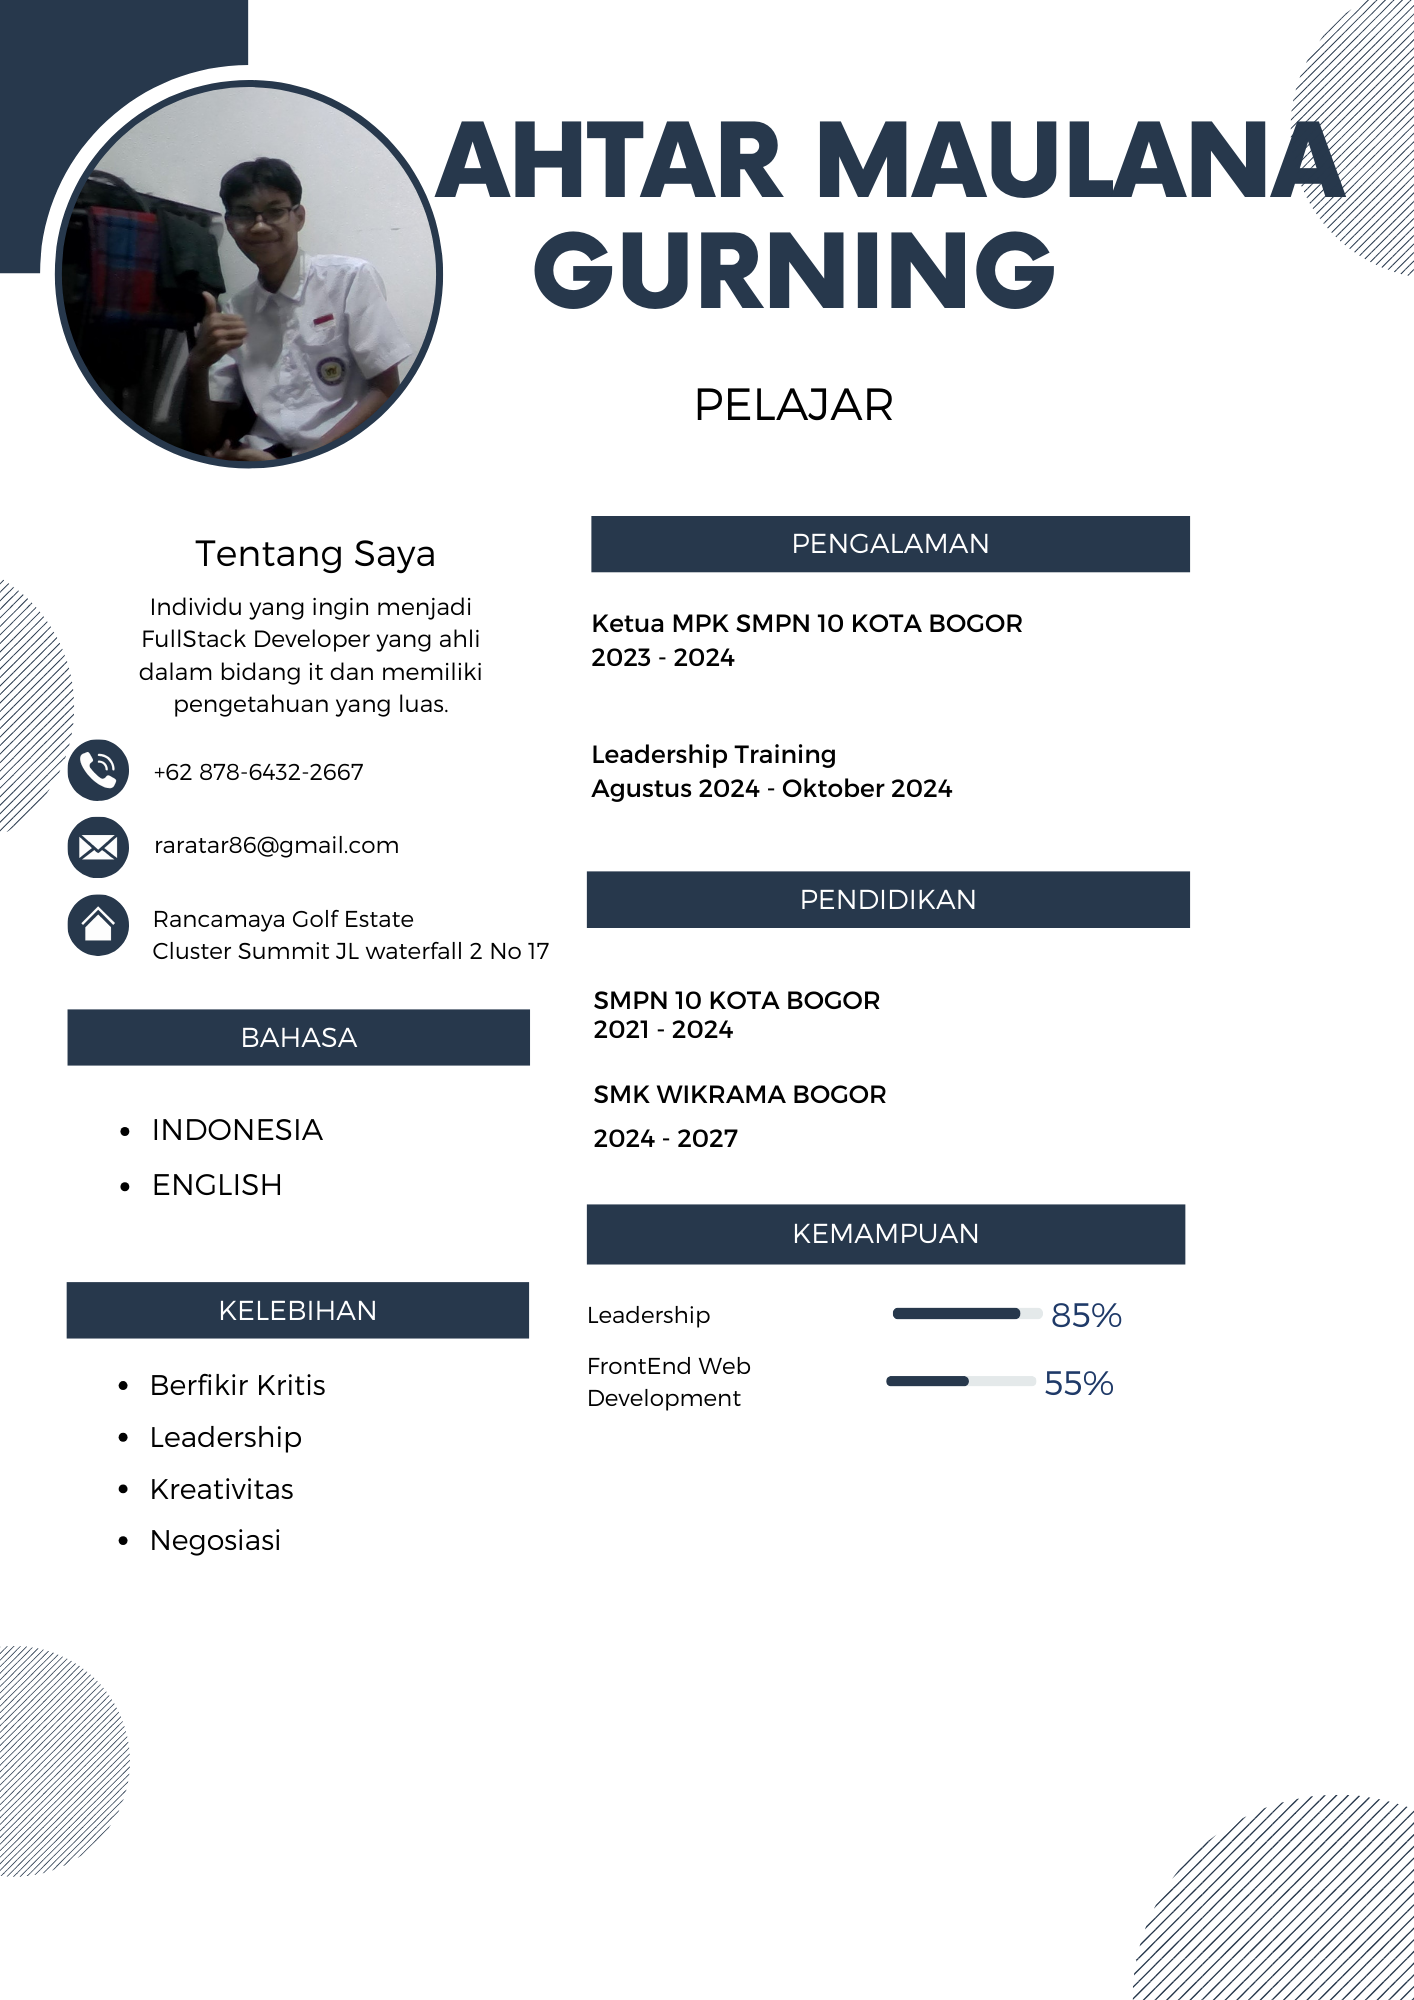 AHTAR MAULANA
GURNING
PELAJAR
Tentang Saya
Individu yang ingin menjadi
FullStack Developer yang ahli
dalam bidang it dan memiliki
pengetahuan yang luas.
+62 878-6432-2667
raratar86@gmail.com
Rancamaya Golf Estate
Cluster Summit JL waterfall 2 No 17
BAHASA
• INDONESIA
• ENGLISH
KELEBIHAN
• Berfikir Kritis
• Leadership
• Kreativitas
• Negosiasi
PENGALAMAN
Ketua MPK SMPN 10 KOTA BOGOR
2023 - 2024
Leadership Training
Agustus 2024 - Oktober 2024
PENDIDIKAN
SMPN 10 KOTA BOGOR
2021 - 2024
SMK WIKRAMA BOGOR
2024 - 2027
KEMAMPUAN
Leadership 85%
FrontEnd Web
Development 55%